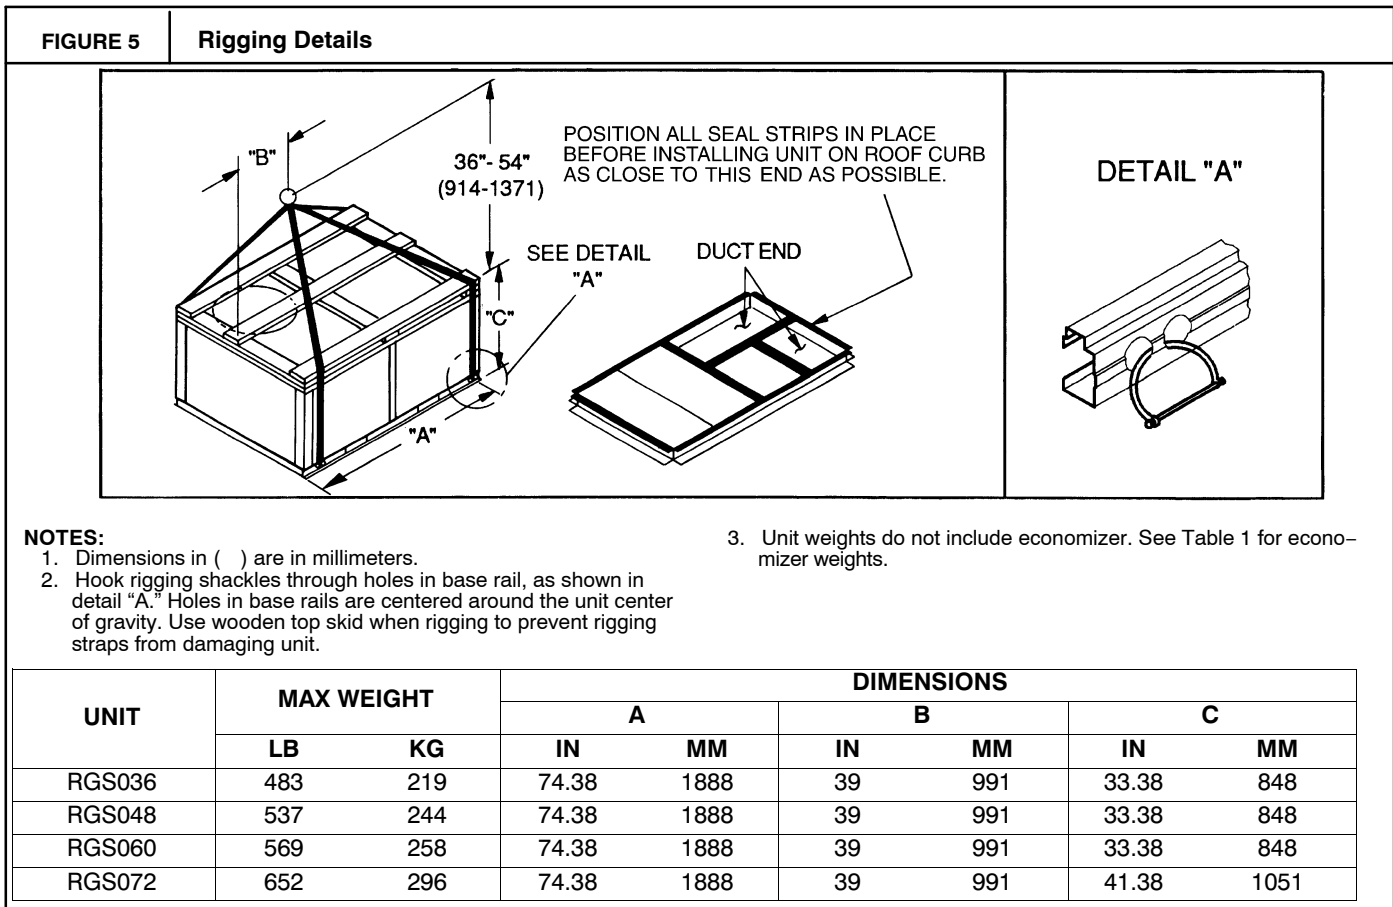 FIGURE 5 Rigging Details
"B"
36"- 54"
(914-1371)
POSITION ALL SEAL STRIPS IN PLACE
BEFORE INSTALLING UNIT ON ROOF CURB
AS CLOSE TO THIS END AS POSSIBLE.
SEE DETAIL
"A"
DUCT END
"C"
"A"
DETAIL "A"
NOTES:
1. Dimensions in ( ) are in millimeters.
2. Hook rigging shackles through holes in base rail, as shown in
detail “A.” Holes in base rails are centered around the unit center
of gravity. Use wooden top skid when rigging to prevent rigging
straps from damaging unit.
3. Unit weights do not include economizer. See Table 1 for econo–
mizer weights.
UNIT MAX WEIGHT DIMENSIONS
A B C
LB KG IN MM IN MM IN MM
RGS036 483 219 74.38 1888 39 991 33.38 848
RGS048 537 244 74.38 1888 39 991 33.38 848
RGS060 569 258 74.38 1888 39 991 33.38 848
RGS072 652 296 74.38 1888 39 991 41.38 1051